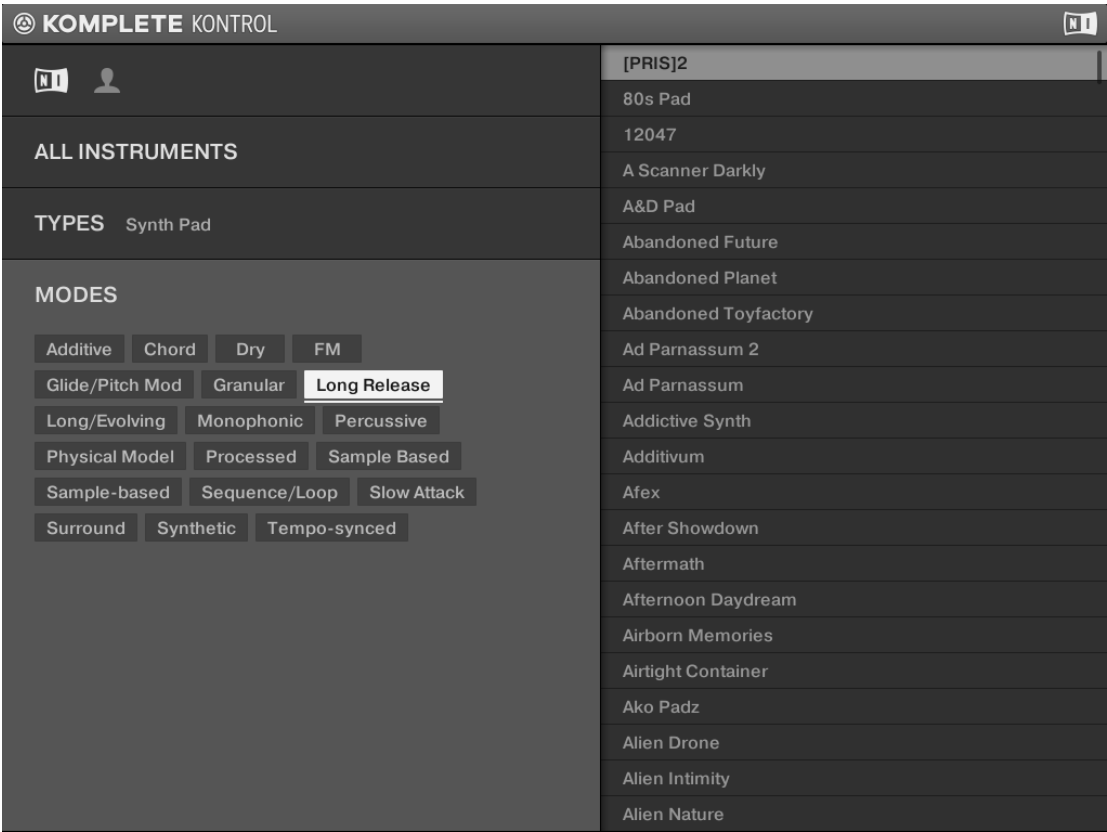 KOMPLETE KONTROL
NI
NI
ALL INSTRUMENTS
TYPES Synth Pad
MODES
Additive Chord Dry FM
Glide/Pitch Mod Granular Long Release
Long/Evolving Monophonic Percussive
Physical Model Processed Sample Based
Sample-based Sequence/Loop Slow Attack
Surround Synthetic Tempo-synced
[PRIS]2
80s Pad
12047
A Scanner Darkly
A&D Pad
Abandoned Future
Abandoned Planet
Abandoned Toyfactory
Ad Parnassum 2
Ad Parnassum
Addictive Synth
Additivum
Afex
After Showdown
Aftermath
Afternoon Daydream
Airborn Memories
Airtight Container
Ako Padz
Alien Drone
Alien Intimity
Alien Nature